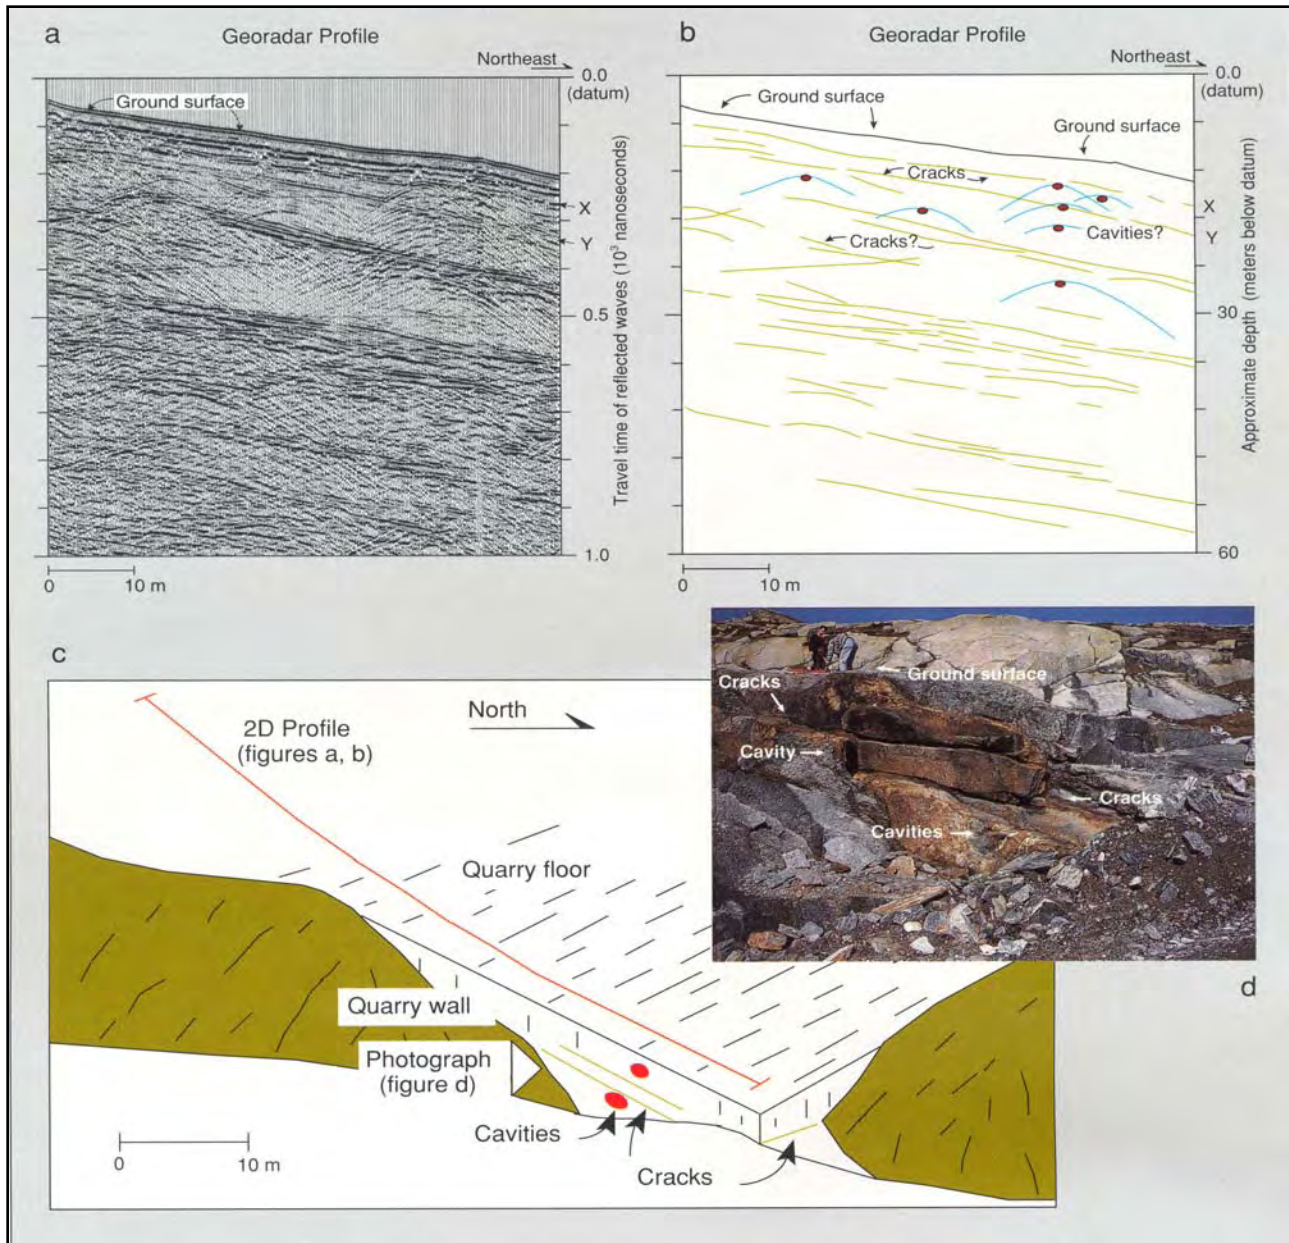 a
Georadar Profile
Northeast
0.0
(datum)
Ground surface
X
Y
0.5
1.0
Travel time of reflected waves (10³ nanoseconds)
0 10 m
b
Georadar Profile
Northeast
0.0
(datum)
Ground surface
Ground surface
Cracks
X
Cavities?
Y
Cracks?
30
60
Approximate depth (meters below datum)
0 10 m
c
North
2D Profile
(figures a, b)
Quarry floor
Quarry wall
Photograph
(figure d)
Cavities
Cracks
0 10 m
Ground surface
Cracks
Cavity
Cracks
Cavities
d